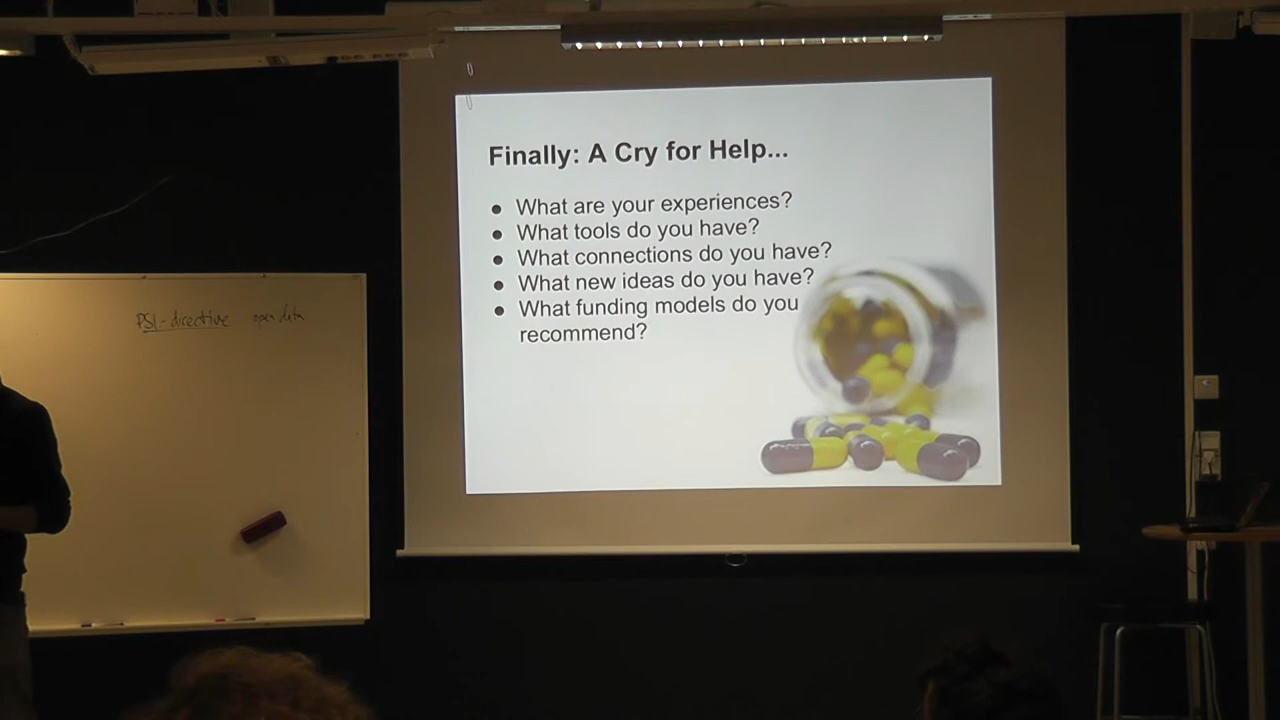 Finally: A Cry for Help...
● What are your experiences?
● What tools do you have?
● What connections do you have?
● What new ideas do you have?
● What funding models do you
recommend?
PSI-directive open data